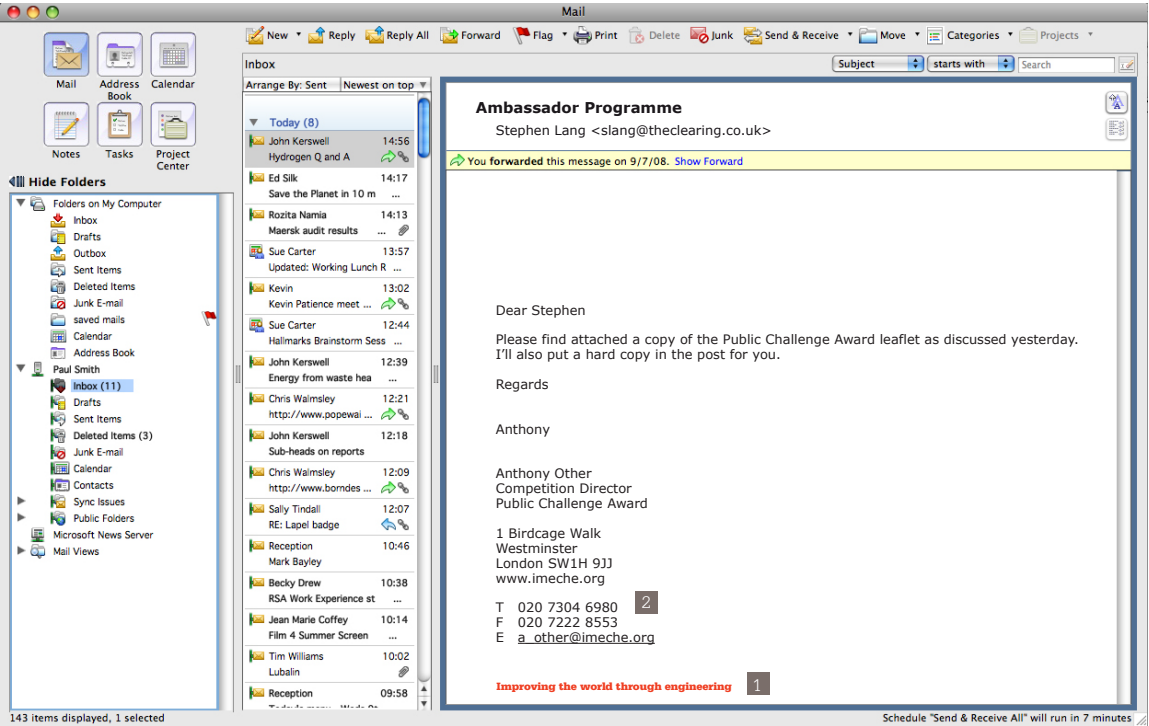 Mail
New
Reply
Reply All
Forward
Flag
Print
Delete
Junk
Send & Receive
Move
Categories
Projects
Mail
Address Book
Calendar
Notes
Tasks
Project Center
Hide Folders
Folders on My Computer
Inbox
Drafts
Outbox
Sent Items
Deleted Items
Junk E-mail
saved mails
Calendar
Address Book
Paul Smith
Inbox (11)
Drafts
Sent Items
Deleted Items (3)
Junk E-mail
Calendar
Contacts
Sync Issues
Public Folders
Microsoft News Server
Mail Views
Inbox
Subject
starts with
Search
Arrange By: Sent Newest on top
Today (8)
John Kerswell 14:56
Hydrogen Q and A
Ed Silk 14:17
Save the Planet in 10 m ...
Rozita Namia 14:13
Maersk audit results ...
Sue Carter 13:57
Updated: Working Lunch R ...
Kevin 13:02
Kevin Patience meet ...
Sue Carter 12:44
Hallmarks Brainstorm Sess ...
John Kerswell 12:39
Energy from waste hea ...
Chris Walmsley 12:21
http://www.popewai ...
John Kerswell 12:18
Sub-heads on reports
Chris Walmsley 12:09
http://www.borndes ...
Sally Tindall 12:07
RE: Lapel badge
Reception 10:46
Mark Bayley
Becky Drew 10:38
RSA Work Experience st ...
Jean Marie Coffey 10:14
Film 4 Summer Screen ...
Tim Williams 10:02
Lubalin
Reception 09:58
Ambassador Programme
Stephen Lang <slang@theclearing.co.uk>
You forwarded this message on 9/7/08. Show Forward
Dear Stephen
Please find attached a copy of the Public Challenge Award leaflet as discussed yesterday.
I'll also put a hard copy in the post for you.
Regards
Anthony
Anthony Other
Competition Director
Public Challenge Award
1 Birdcage Walk
Westminster
London SW1H 9JJ
www.imeche.org
T 020 7304 6980 2
F 020 7222 8553
E a_other@imeche.org
Improving the world through engineering 1
143 items displayed, 1 selected
Schedule "Send & Receive All" will run in 7 minutes